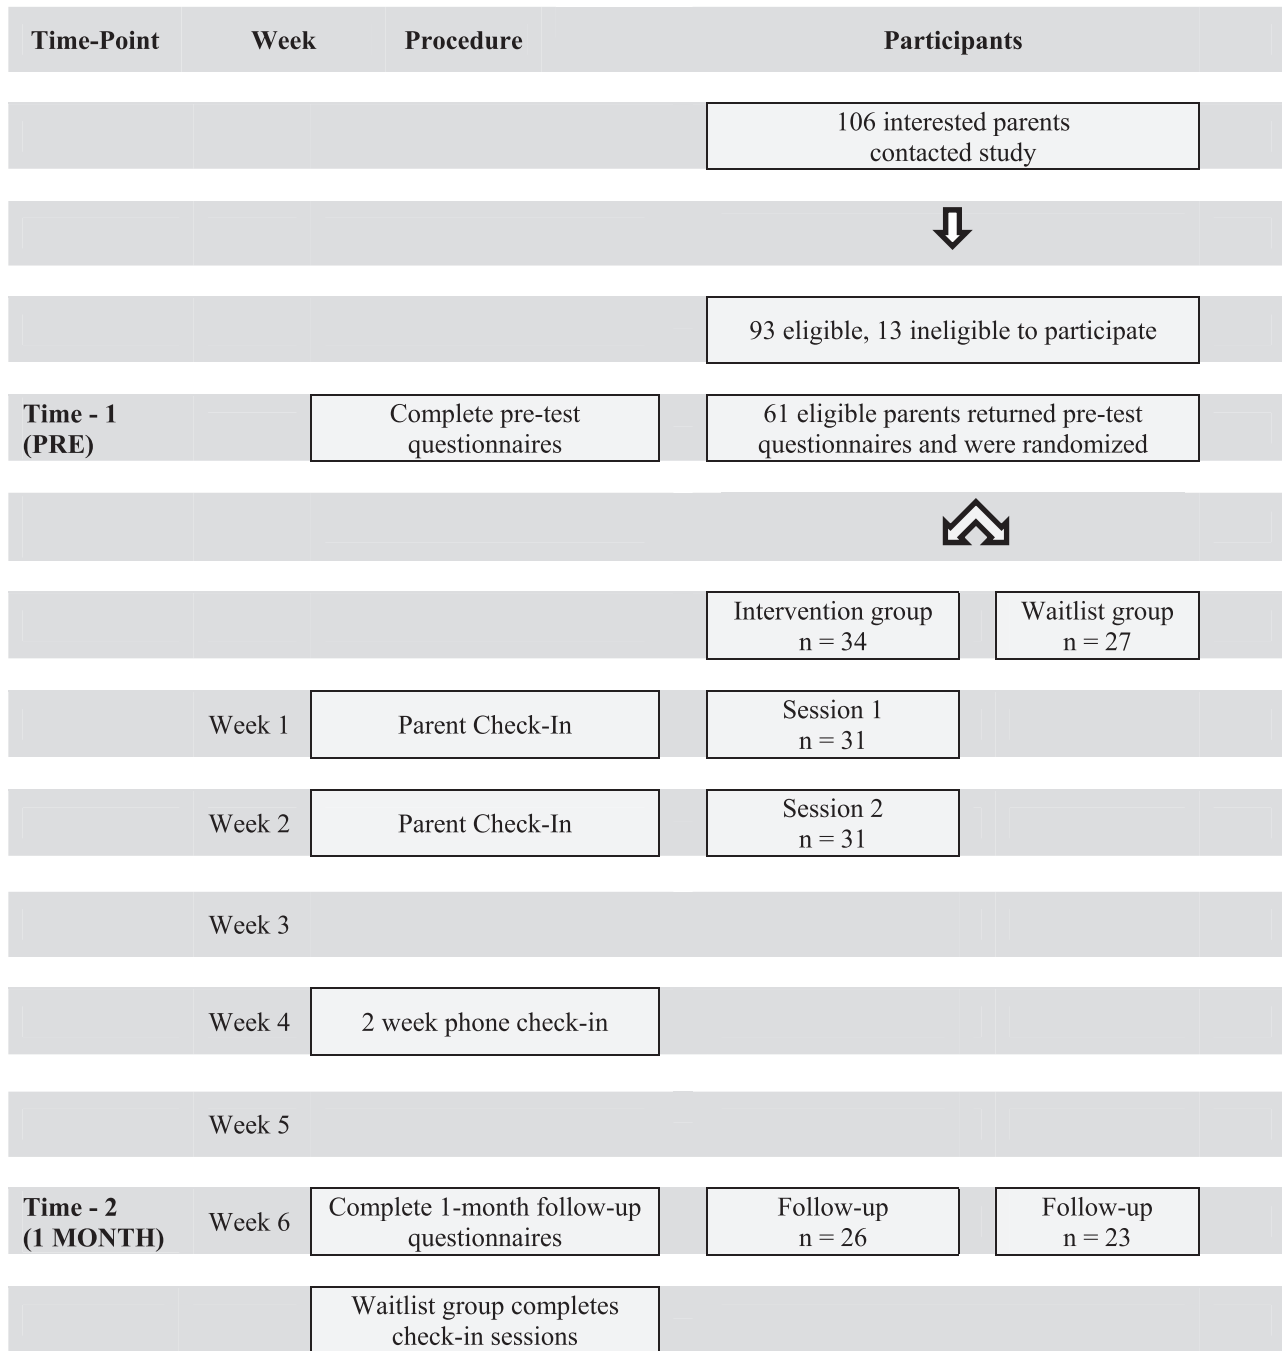 Time-Point Week Procedure Participants
106 interested parents
contacted study
93 eligible, 13 ineligible to participate
Time - 1
(PRE)
Complete pre-test
questionnaires
61 eligible parents returned pre-test
questionnaires and were randomized
Intervention group
n = 34
Waitlist group
n = 27
Week 1
Parent Check-In
Session 1
n = 31
Week 2
Parent Check-In
Session 2
n = 31
Week 3
Week 4
2 week phone check-in
Week 5
Time - 2
(1 MONTH)
Week 6
Complete 1-month follow-up
questionnaires
Follow-up
n = 26
Follow-up
n = 23
Waitlist group completes
check-in sessions